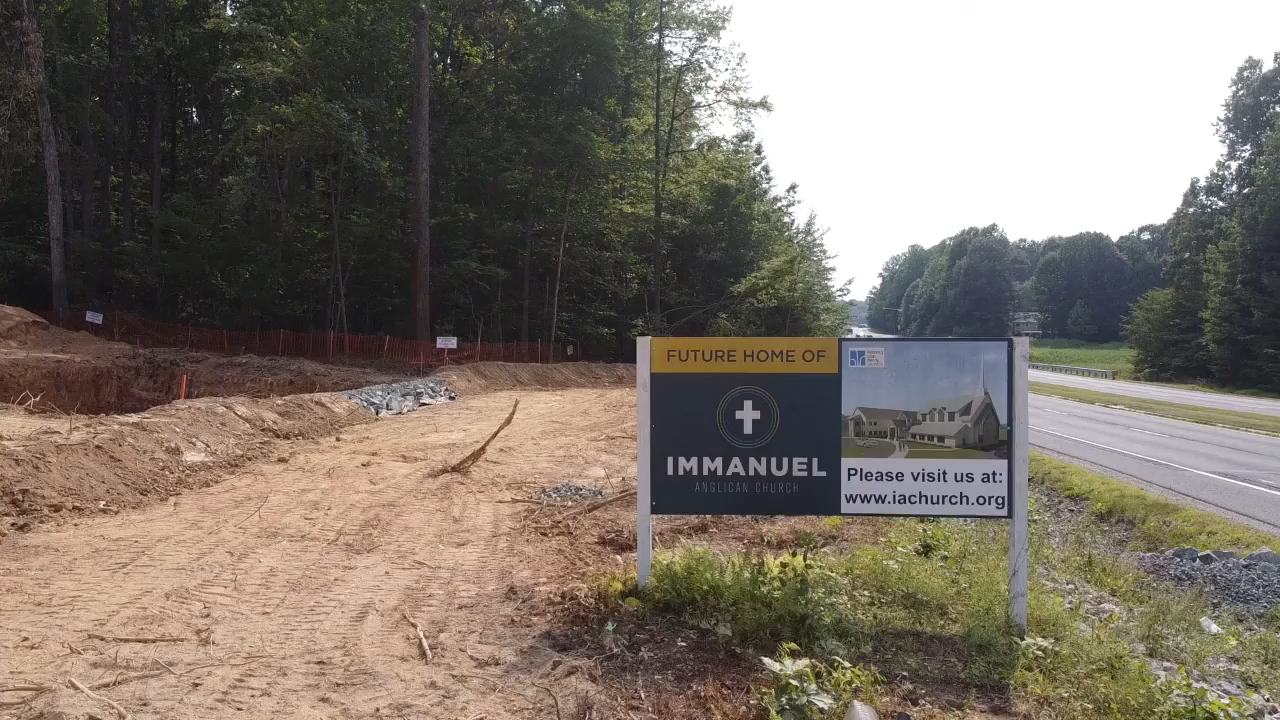 FUTURE HOME OF
IMMANUEL
ANGLICAN CHURCH
Please visit us at:
www.iachurch.org